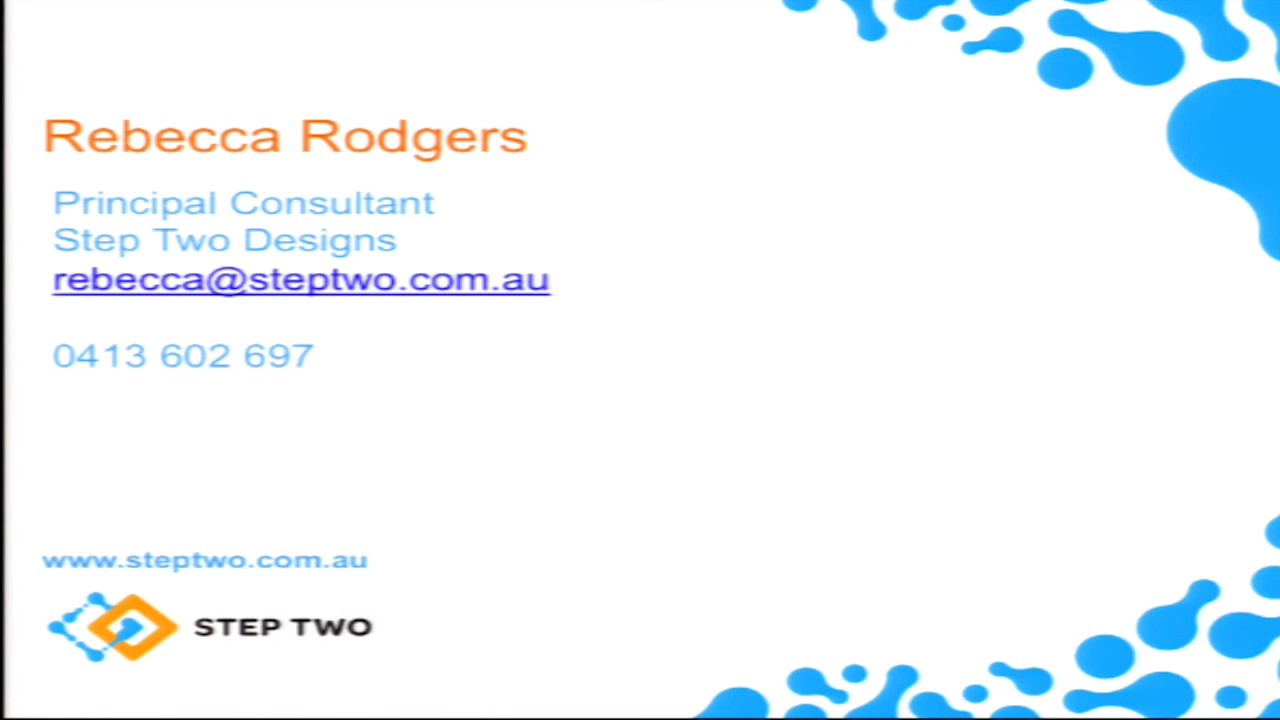 Rebecca Rodgers
Principal Consultant
Step Two Designs
rebecca@steptwo.com.au
0413 602 697
www.steptwo.com.au
STEP TWO